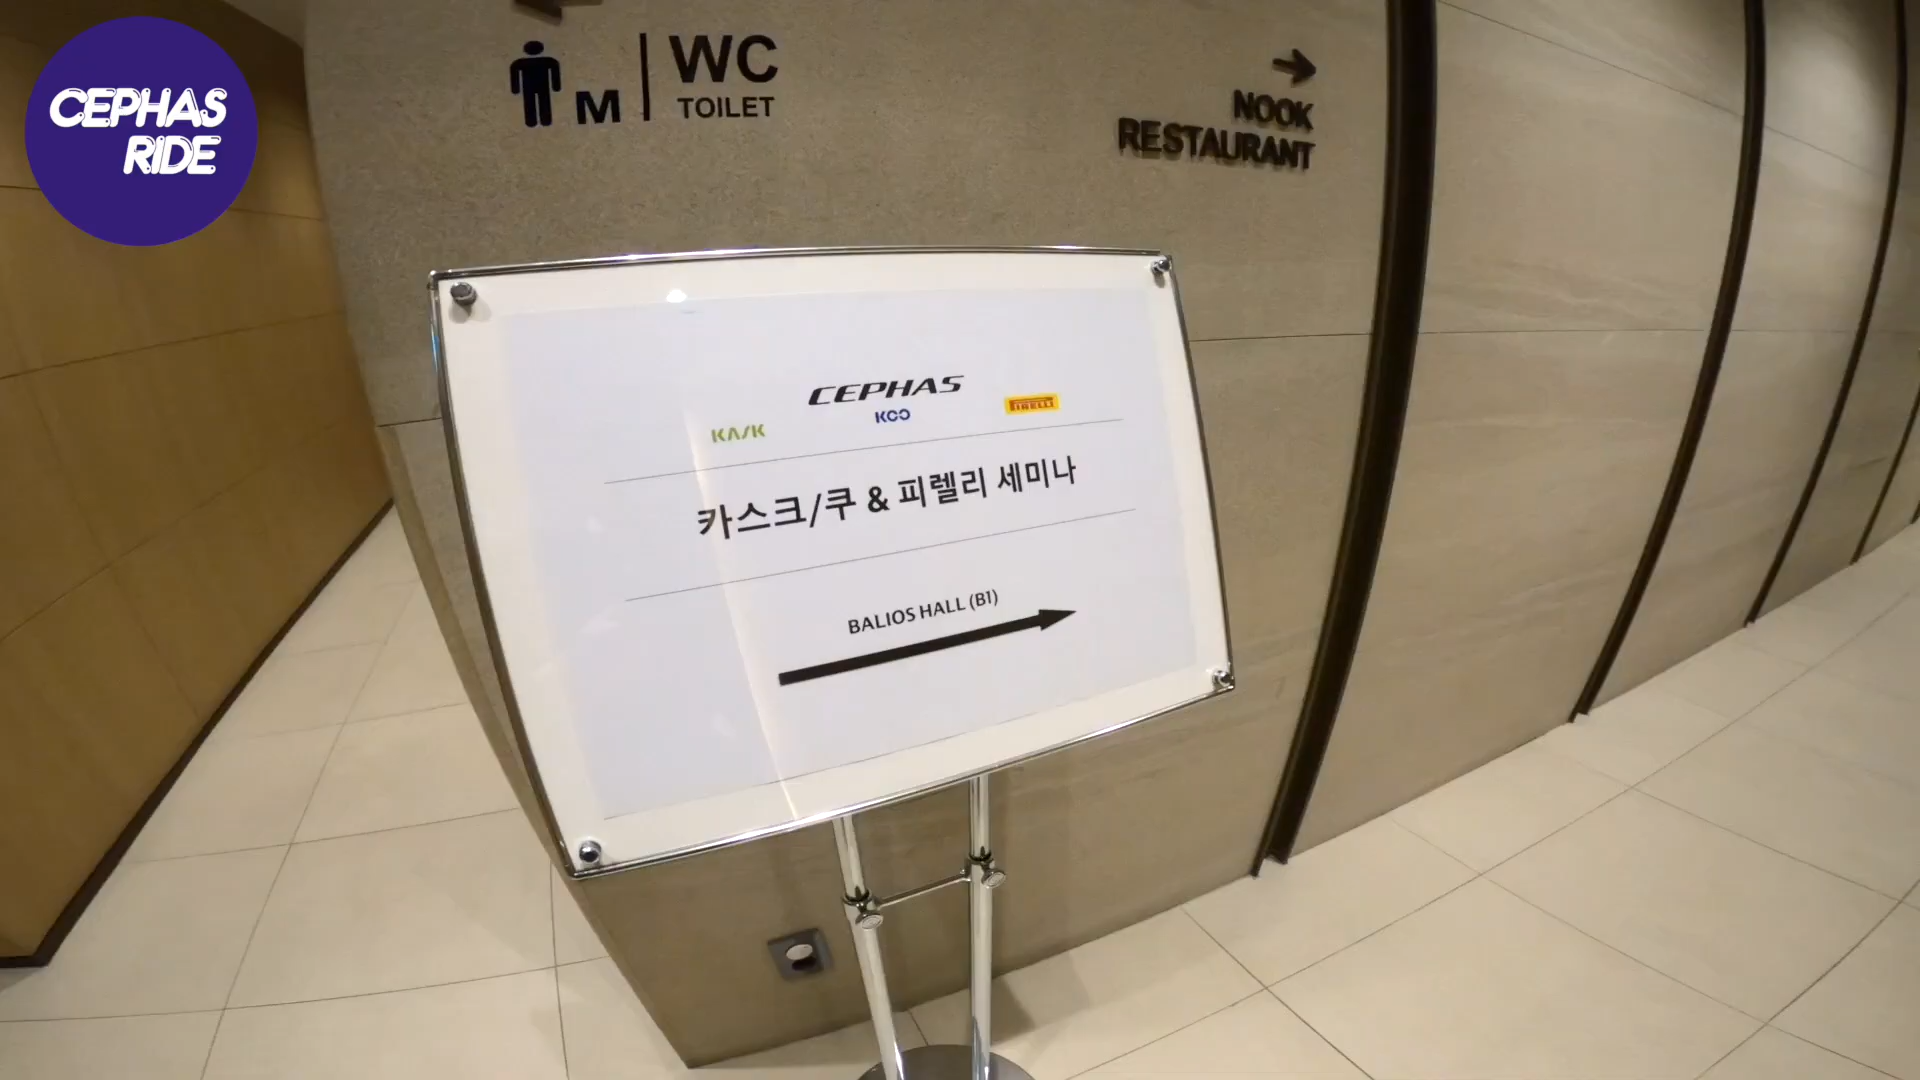 CEPHAS
RIDE
M
WC
TOILET
NOOK
RESTAURANT
CEPHAS
KASK
KOO
PIRELLI
카스크/쿠 & 피렐리 세미나
BALIOS HALL (B1)